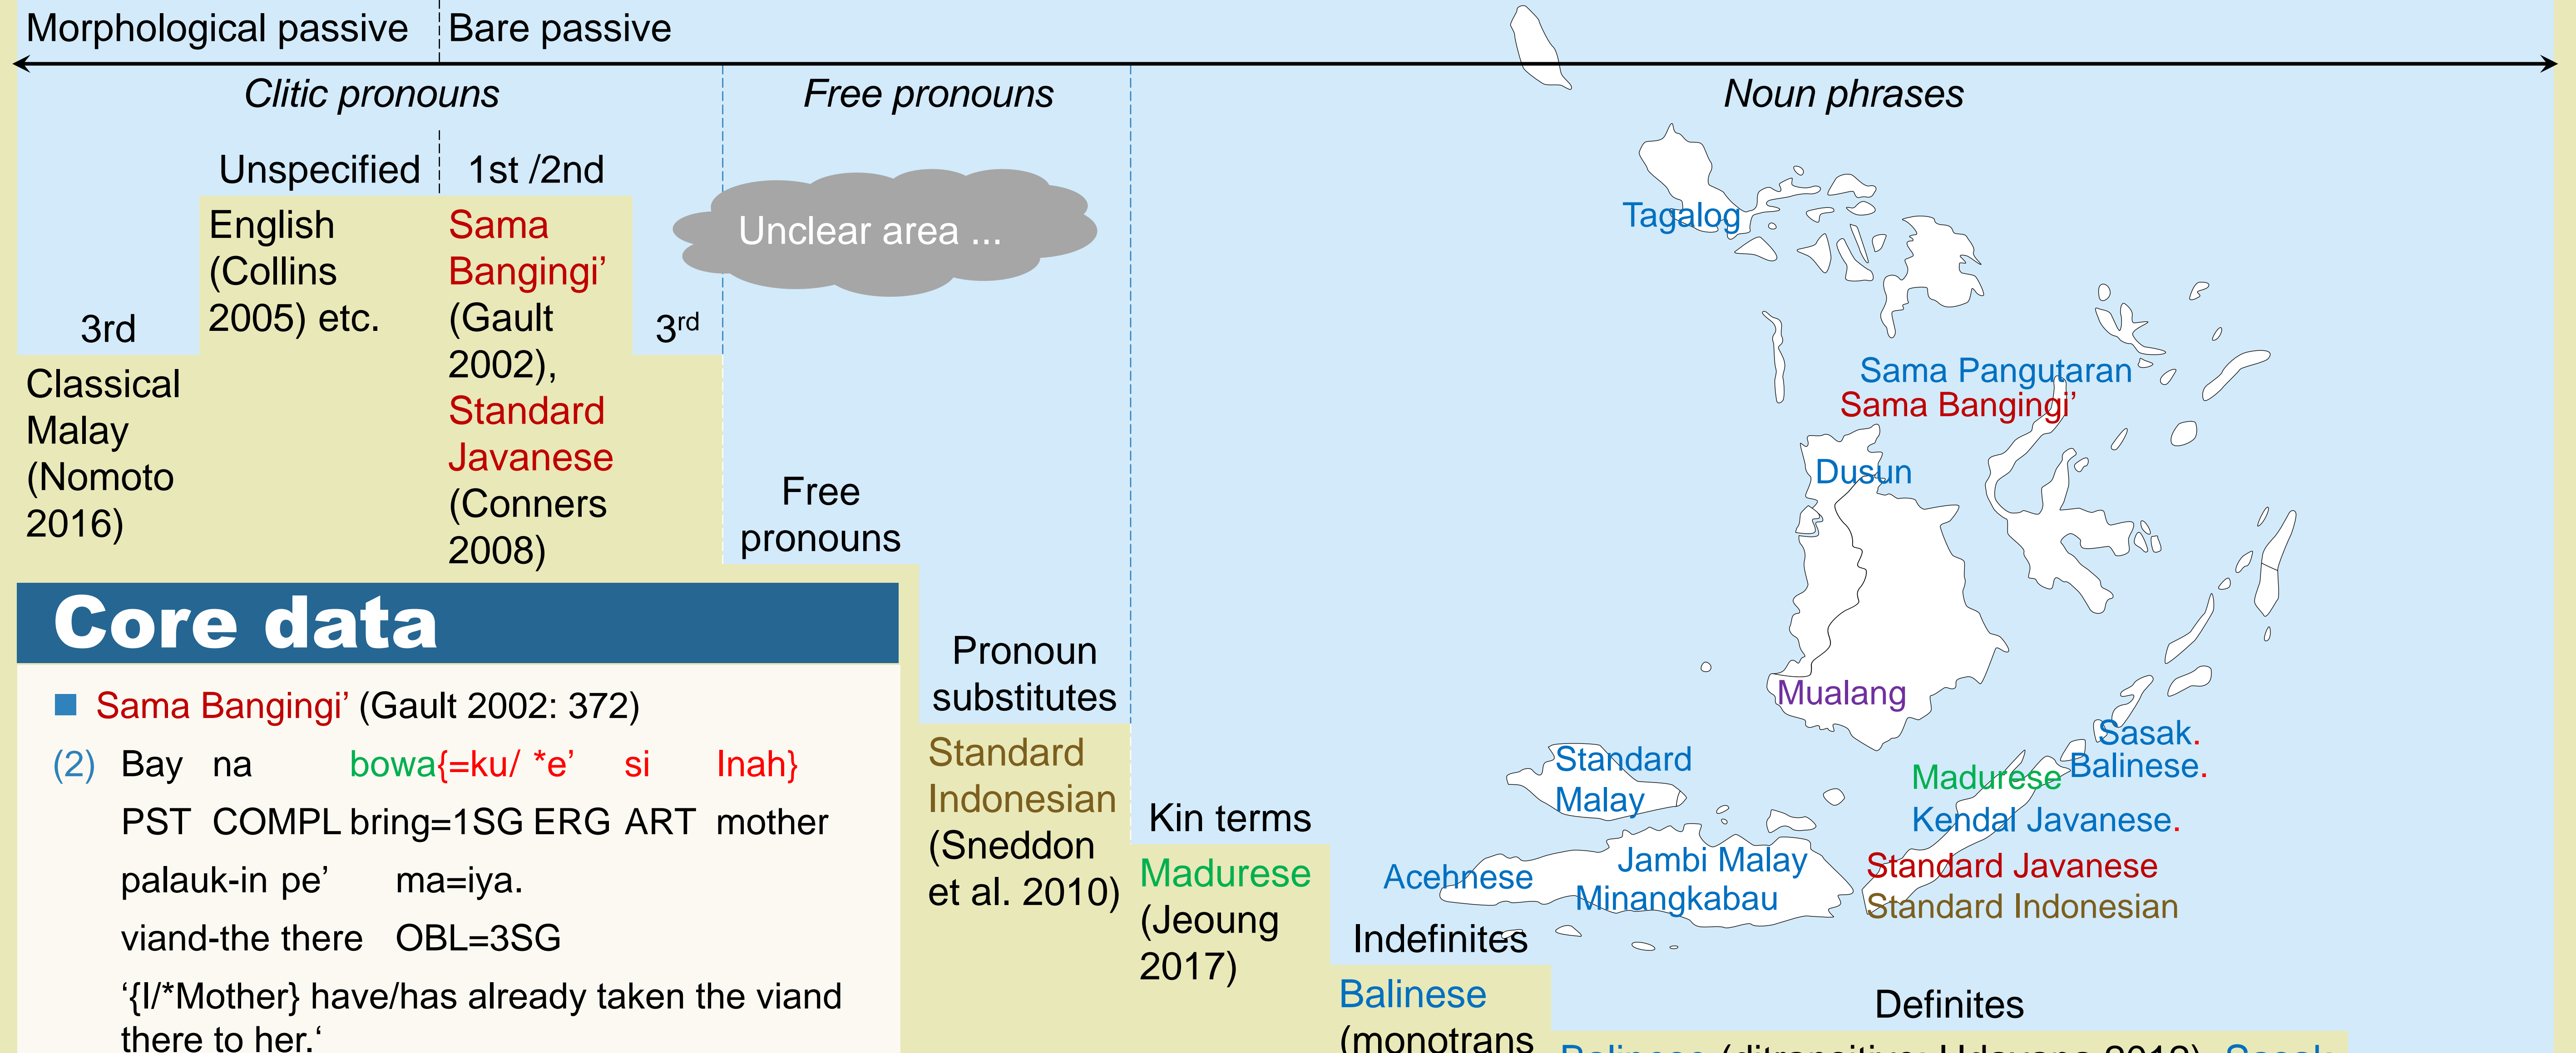 Morphological passive
Bare passive
Clitic pronouns
Free pronouns
Noun phrases
Unspecified
1st /2nd
English
(Collins
2005) etc.
Sama
Bangingi’
(Gault
2002),
Standard
Javanese
(Conners
2008)
Unclear area ...
3rd
3rd
Classical
Malay
(Nomoto
2016)
Free
pronouns
Pronoun
substitutes
Standard
Indonesian
(Sneddon
et al. 2010)
Kin terms
Madurese
(Jeoung
2017)
Indefinites
Balinese
(monotrans
Definites
Balinese (ditransitive: Udayana 2013), Sasak
Core data
Sama Bangingi’ (Gault 2002: 372)
(2) Bay na bowa{=ku/ *e’ si Inah}
PST COMPL bring=1SG ERG ART mother
palauk-in pe’ ma=iya.
viand-the there OBL=3SG
‘{I/*Mother} have/has already taken the viand
there to her.‘
Tagalog
Sama Pangutaran
Sama Bangingi’
Dusun
Mualang
Sasak.
Balinese.
Standard
Malay
Madurese
Kendal Javanese.
Jambi Malay
Acehnese
Minangkabau
Standard Javanese
Standard Indonesian